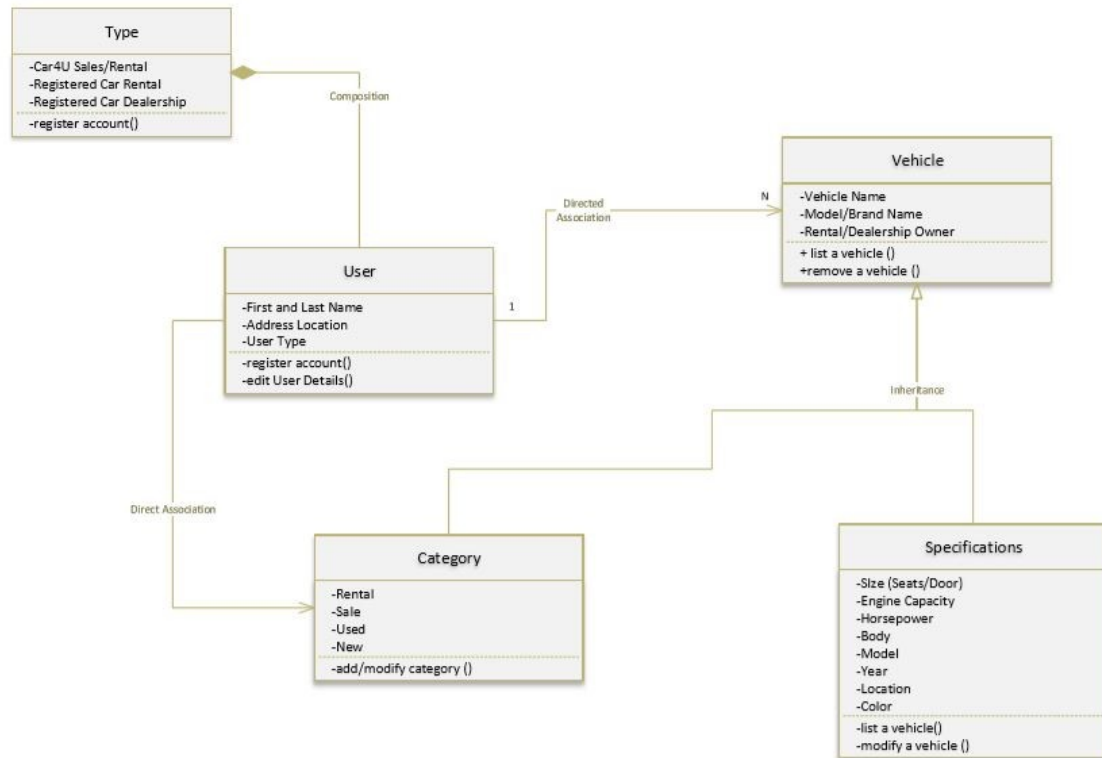 Type
-Car4U Sales/Rental
-Registered Car Rental
-Registered Car Dealership
-register account()
Composition
Vehicle
-Vehicle Name
-Model/Brand Name
-Rental/Dealership Owner
+ list a vehicle ()
+remove a vehicle ()
N
Directed
Association
1
User
-First and Last Name
-Address Location
-User Type
-register account()
-edit User Details()
Inheritance
Direct Association
Category
-Rental
-Sale
-Used
-New
-add/modify category ()
Specifications
-SIze (Seats/Door)
-Engine Capacity
-Horsepower
-Body
-Model
-Year
-Location
-Color
-list a vehicle()
-modify a vehicle ()